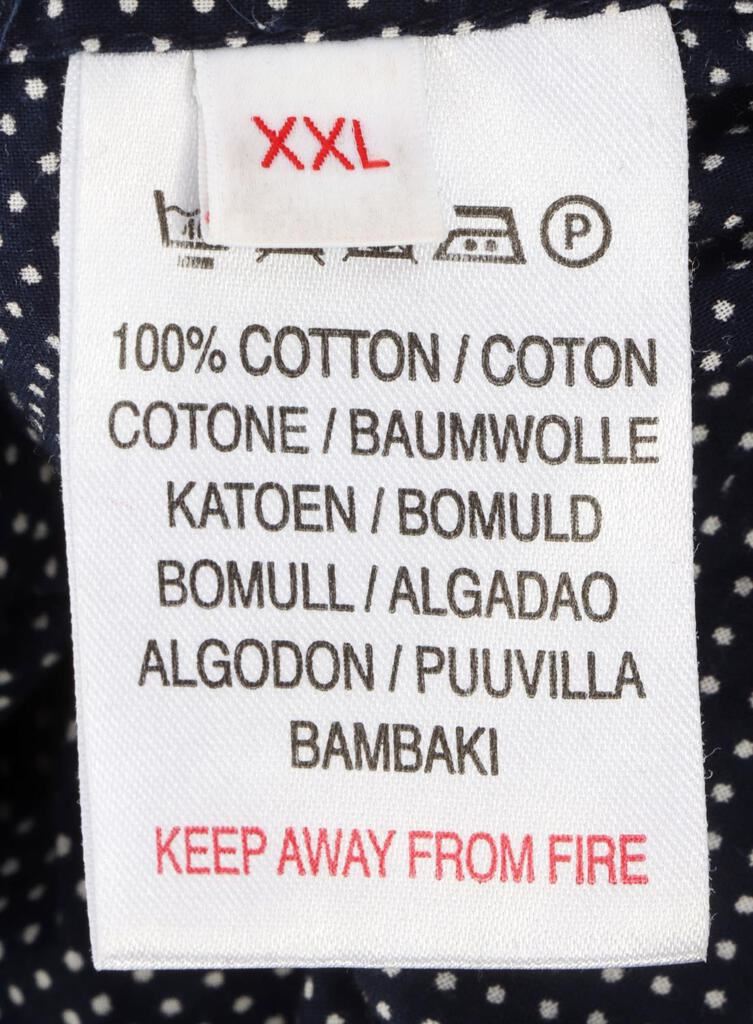 XXL
P
100% COTTON / COTON
COTONE / BAUMWOLLE
KATOEN / BOMULD
BOMULL / ALGADAO
ALGODON / PUUVILLA
BAMBAKI
KEEP AWAY FROM FIRE